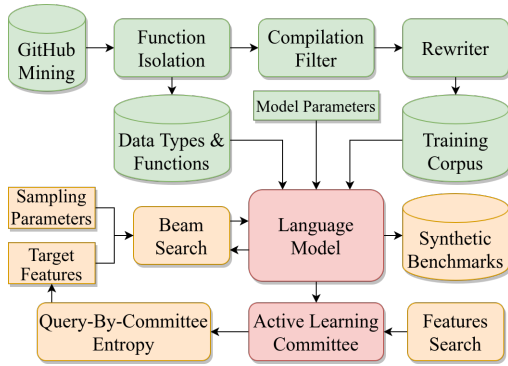 GitHub
Mining
Function
Isolation
Compilation
Filter
Rewriter
Data Types &
Functions
Model Parameters
Training
Corpus
Sampling
Parameters
Target
Features
Beam
Search
Language
Model
Synthetic
Benchmarks
Query-By-Committee
Entropy
Active Learning
Committee
Features
Search